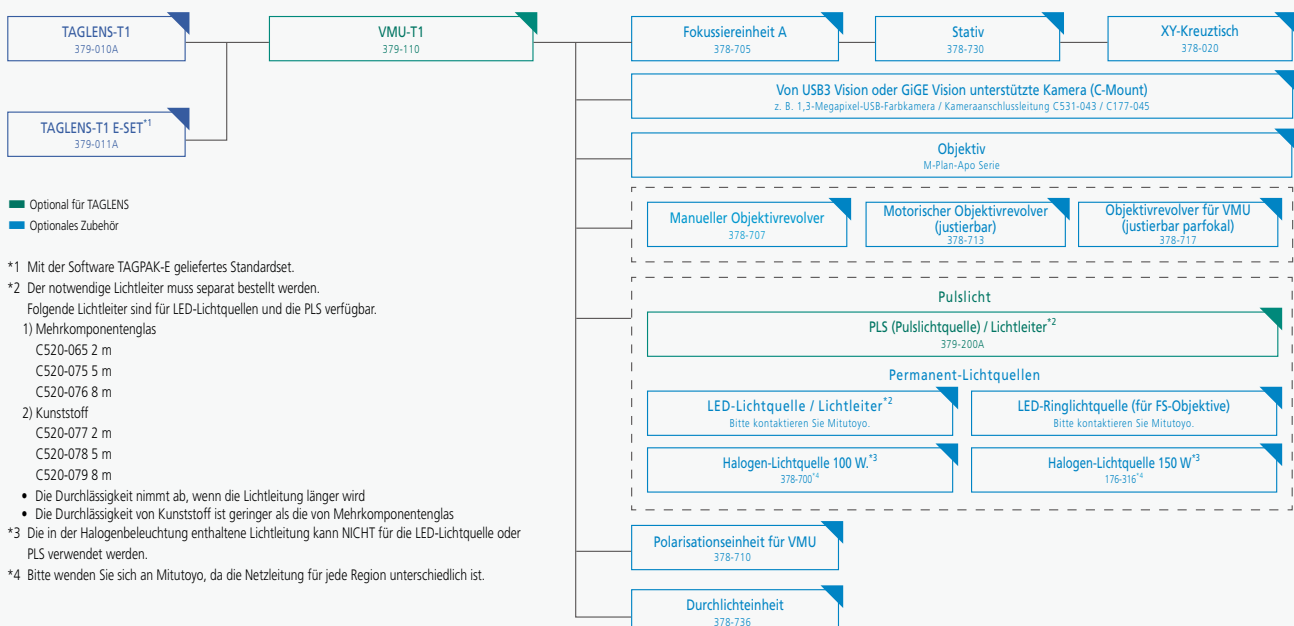 TAGLENS-T1
379-010A
TAGLENS-T1 E-SET*1
379-011A
VMU-T1
379-110
Fokussiereinheit A
378-705
Stativ
378-730
XY-Kreuztisch
378-020
Von USB3 Vision oder GiGE Vision unterstützte Kamera (C-Mount)
z. B. 1,3-Megapixel-USB-Farbkamera / Kameraanschlussleitung C531-043 / C177-045
Objektiv
M-Plan-Apo Serie
Manueller Objektivrevolver
378-707
Motorischer Objektivrevolver
(justierbar)
378-713
Objektivrevolver für VMU
(justierbar parfokal)
378-717
Pulslicht
PLS (Pulslichtquelle) / Lichtleiter*2
379-200A
Permanent-Lichtquellen
LED-Lichtquelle / Lichtleiter*2
Bitte kontaktieren Sie Mitutoyo.
LED-Ringlichtquelle (für FS-Objektive)
Bitte kontaktieren Sie Mitutoyo.
Halogen-Lichtquelle 100 W.*3
378-700*4
Halogen-Lichtquelle 150 W*3
176-316*4
Polarisationseinheit für VMU
378-710
Durchlichteinheit
378-736
Optional für TAGLENS
Optionales Zubehör
*1 Mit der Software TAGPAK-E geliefertes Standardset.
*2 Der notwendige Lichtleiter muss separat bestellt werden.
Folgende Lichtleiter sind für LED-Lichtquellen und die PLS verfügbar.
1) Mehrkomponentenglas
C520-065 2 m
C520-075 5 m
C520-076 8 m
2) Kunststoff
C520-077 2 m
C520-078 5 m
C520-079 8 m
• Die Durchlässigkeit nimmt ab, wenn die Lichtleitung länger wird
• Die Durchlässigkeit von Kunststoff ist geringer als die von Mehrkomponentenglas
*3 Die in der Halogenbeleuchtung enthaltene Lichtleitung kann NICHT für die LED-Lichtquelle oder
PLS verwendet werden.
*4 Bitte wenden Sie sich an Mitutoyo, da die Netzleitung für jede Region unterschiedlich ist.